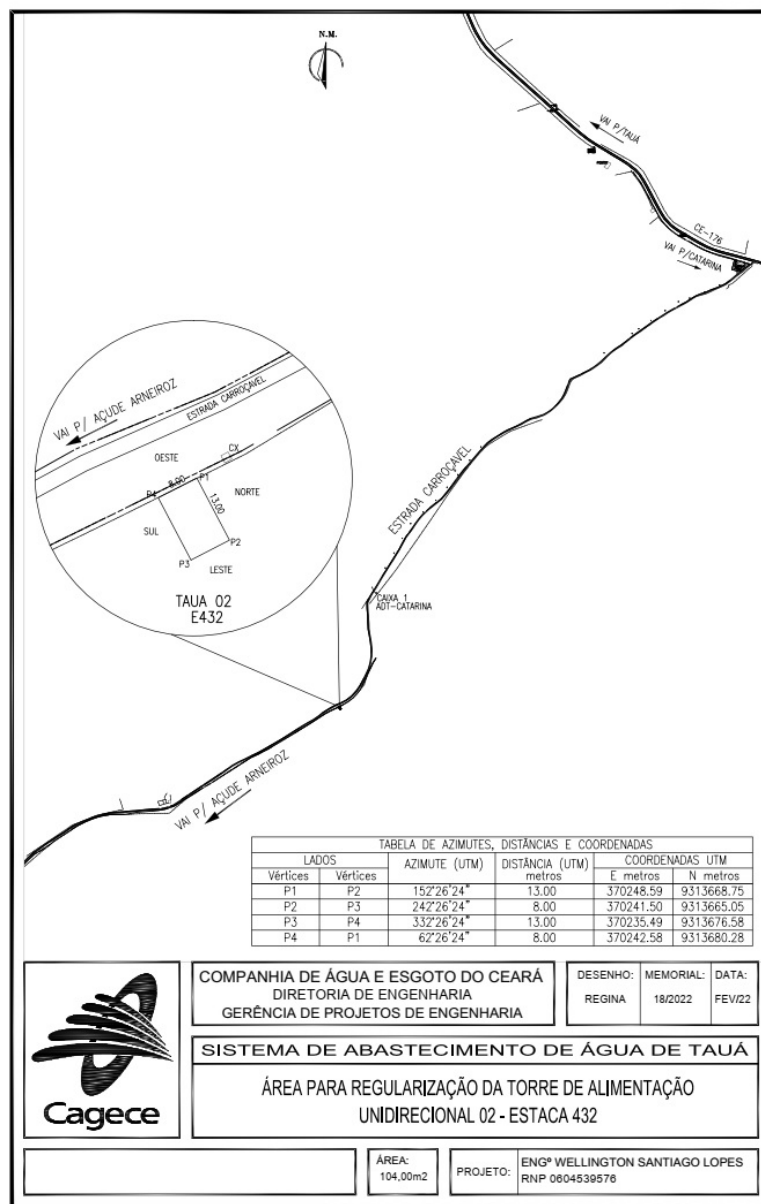 N.M.
VAI P/TAUÁ
CE-176
VAI P/CATARINA
VAI P/ AÇUDE ARNEIROZ
ESTRADA CARROÇAVEL
OESTE
CX
8.00
P1
P4
13.00
NORTE
SUL
P2
P3
LESTE
TAUA 02
E432
ESTRADA CARROÇAVEL
CAIXA 1
ADT-CATARINA
VAI P/ AÇUDE ARNEIROZ
TABELA DE AZIMUTES, DISTÂNCIAS E COORDENADAS
LADOS AZIMUTE (UTM) DISTÂNCIA (UTM) metros COORDENADAS UTM
Vértices Vértices E metros N metros
P1 P2 152°26'24" 13.00 370248.59 9313668.75
P2 P3 242°26'24" 8.00 370241.50 9313665.05
P3 P4 332°26'24" 13.00 370235.49 9313676.58
P4 P1 62°26'24" 8.00 370242.58 9313680.28
Cagece
COMPANHIA DE ÁGUA E ESGOTO DO CEARÁ
DIRETORIA DE ENGENHARIA
GERÊNCIA DE PROJETOS DE ENGENHARIA
DESENHO: MEMORIAL: DATA:
REGINA 18/2022 FEV/22
SISTEMA DE ABASTECIMENTO DE ÁGUA DE TAUÁ
ÁREA PARA REGULARIZAÇÃO DA TORRE DE ALIMENTAÇÃO
UNIDIRECIONAL 02 - ESTACA 432
ÁREA:
104,00m2
PROJETO:
ENGº WELLINGTON SANTIAGO LOPES
RNP 0604539576